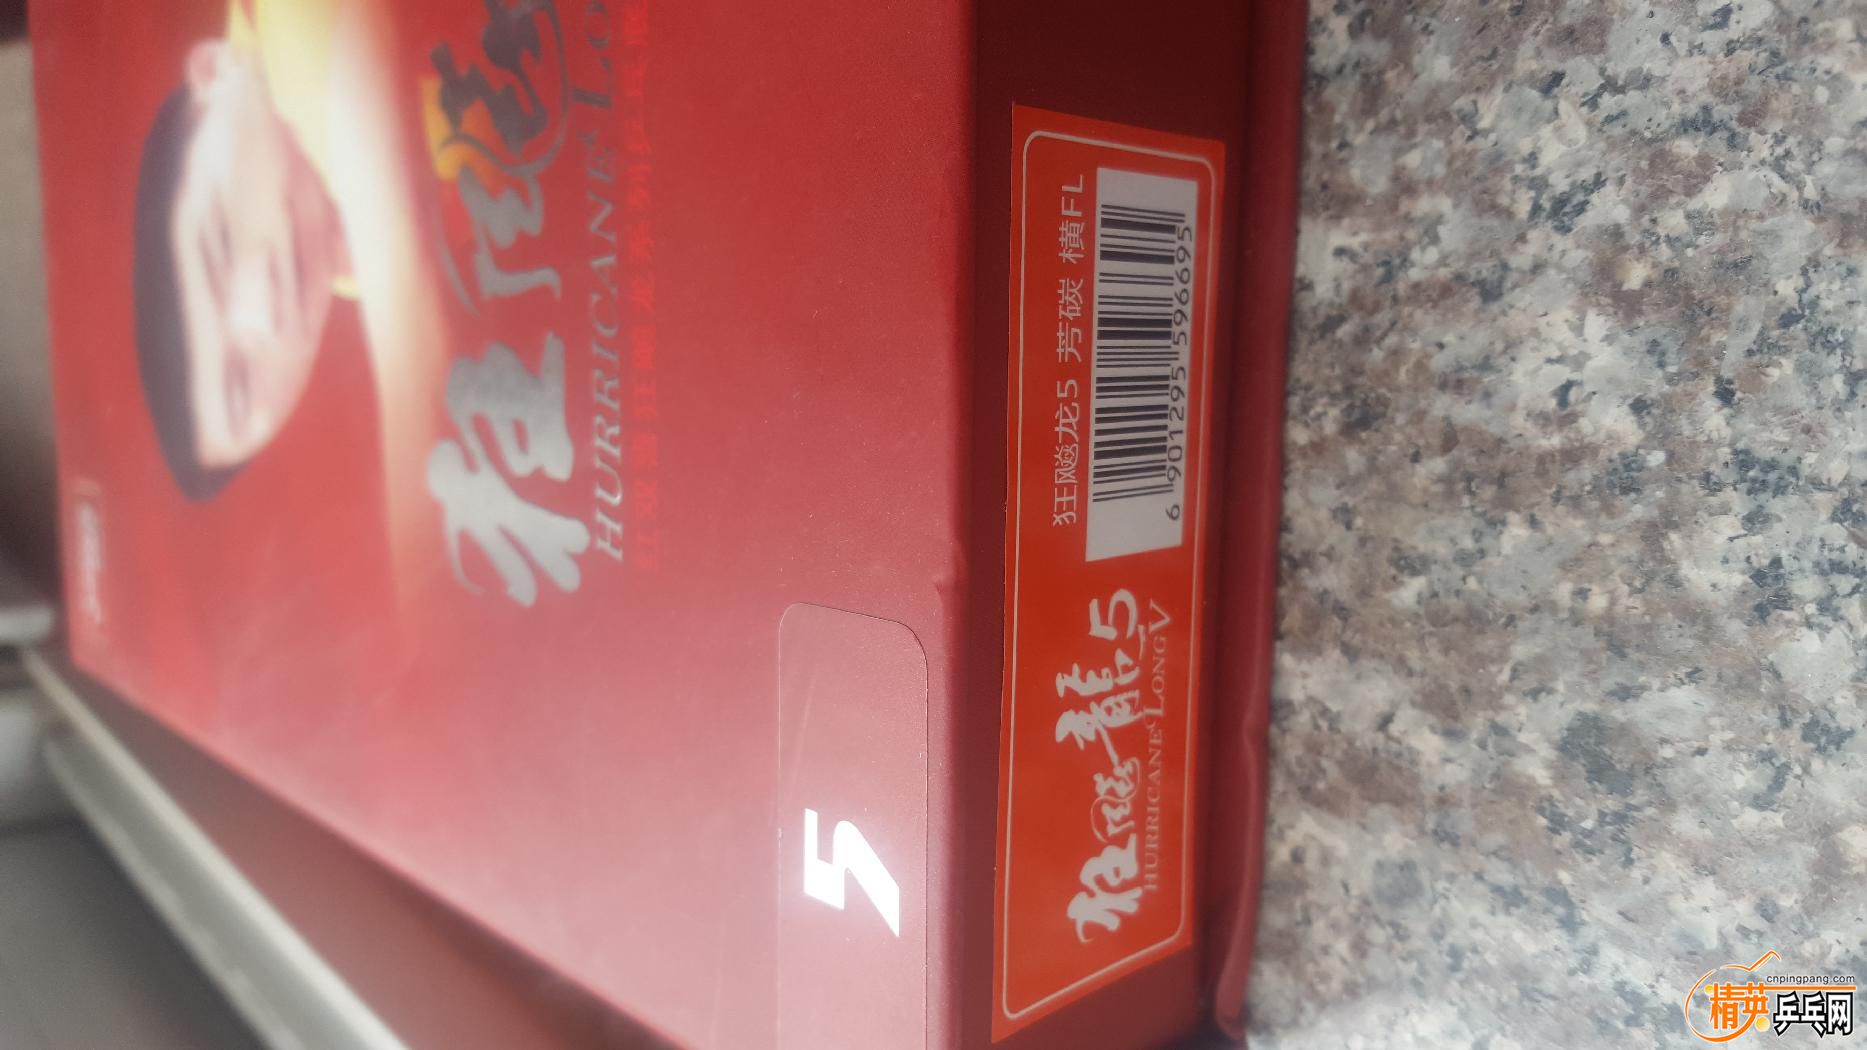 狂飚
HURRICANE LO
5
狂飚龍5
HURRICANE LONG V
狂飚龙5 芳碳 横FL
6 901295 596695
cnpingpang.com
精英乒乓网